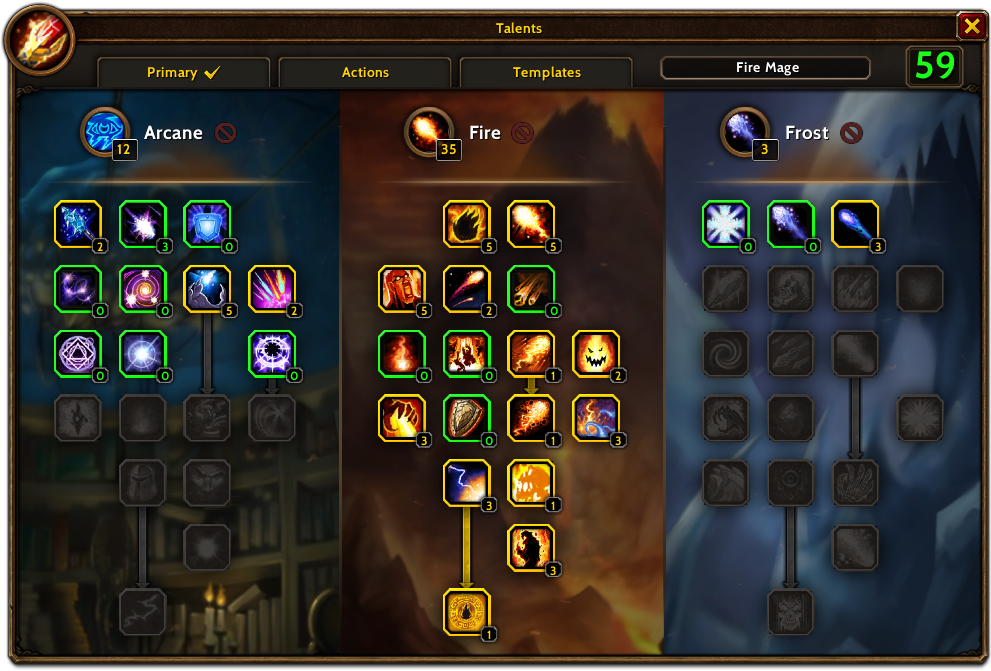 Talents
Primary
Actions
Templates
Fire Mage
59
Arcane
12
Fire
35
Frost
3
2 3 0
5 5
0 0 3
0 0 5 2
5 2 0
0 0 0
0 0 1 2
3 0 1 3
3 1
3
1